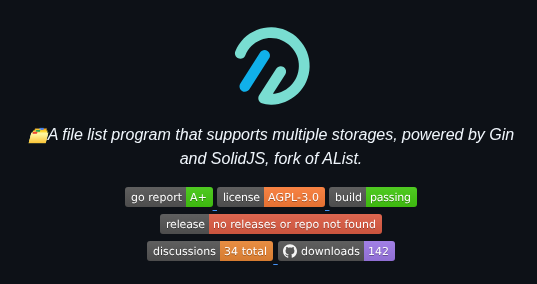 🗂️A file list program that supports multiple storages, powered by Gin
and SolidJS, fork of AList.
go report A+ license AGPL-3.0 build passing
release no releases or repo not found
discussions 34 total downloads 142